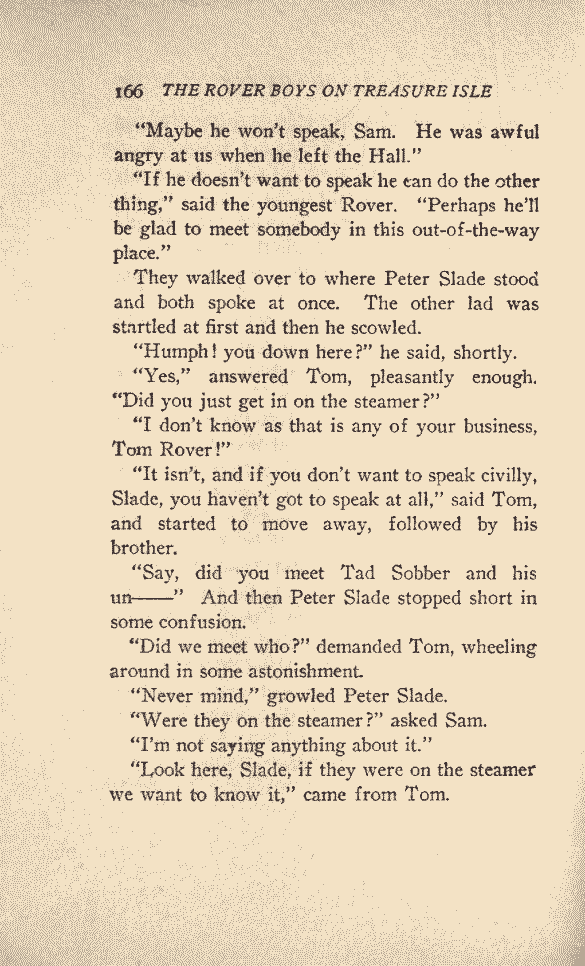 166 THE ROVER BOYS ON TREASURE ISLE
"Maybe he won't speak, Sam. He was awful
angry at us when he left the Hall."
"If he doesn't want to speak he can do the other
thing," said the youngest Rover. "Perhaps he'll
be glad to meet somebody in this out-of-the-way
place."
They walked over to where Peter Slade stood
and both spoke at once. The other lad was
startled at first and then he scowled.
"Humph! you down here?" he said, shortly.
"Yes," answered Tom, pleasantly enough.
"Did you just get in on the steamer?"
"I don't know as that is any of your business,
Tom Rover!"
"It isn't, and if you don't want to speak civilly,
Slade, you haven't got to speak at all," said Tom,
and started to move away, followed by his
brother.
"Say, did you meet Tad Sobber and his
un——" And then Peter Slade stopped short in
some confusion.
"Did we meet who?" demanded Tom, wheeling
around in some astonishment.
"Never mind," growled Peter Slade.
"Were they on the steamer?" asked Sam.
"I'm not saying anything about it."
"Look here, Slade, if they were on the steamer
we want to know it," came from Tom.